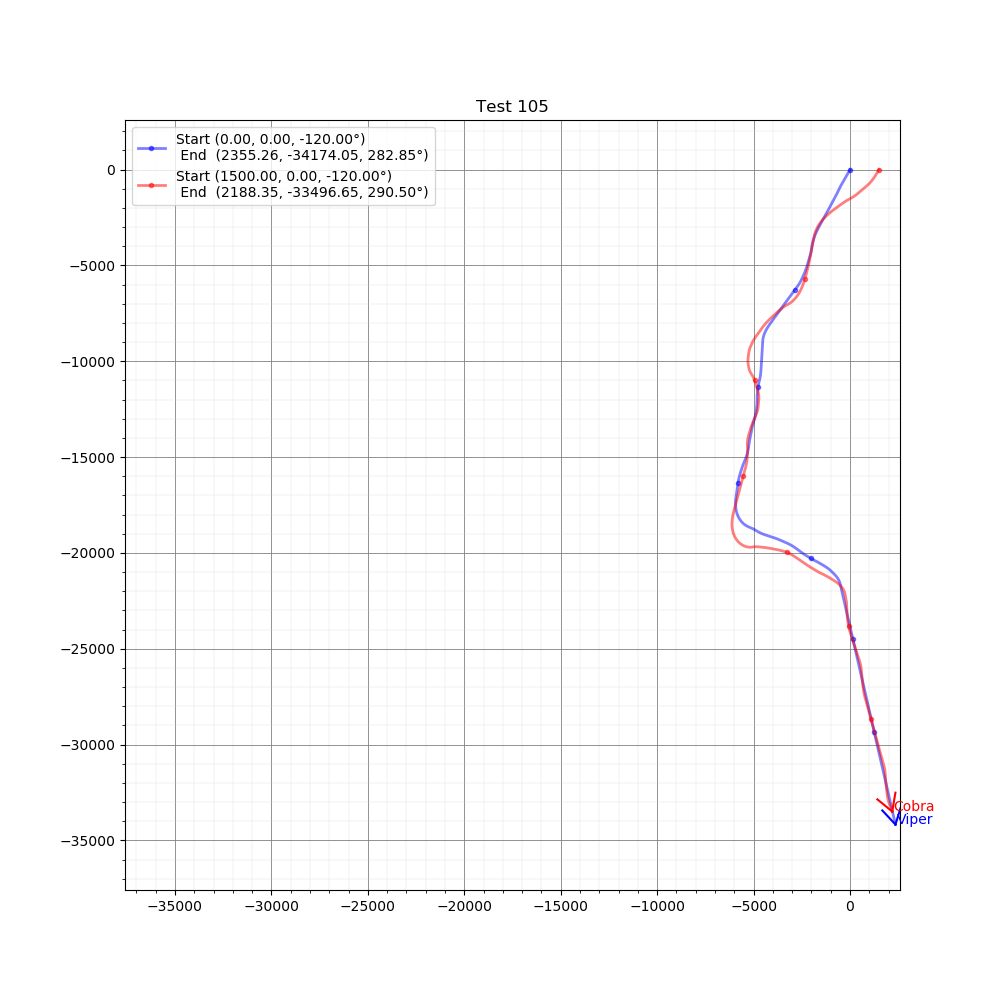 Test 105
Start (0.00, 0.00, -120.00°)
End  (2355.26, -34174.05, 282.85°)
Start (1500.00, 0.00, -120.00°)
End  (2188.35, -33496.65, 290.50°)
0
−5000
−10000
−15000
−20000
−25000
−30000
−35000
Cobra
Viper
−35000 −30000 −25000 −20000 −15000 −10000 −5000 0